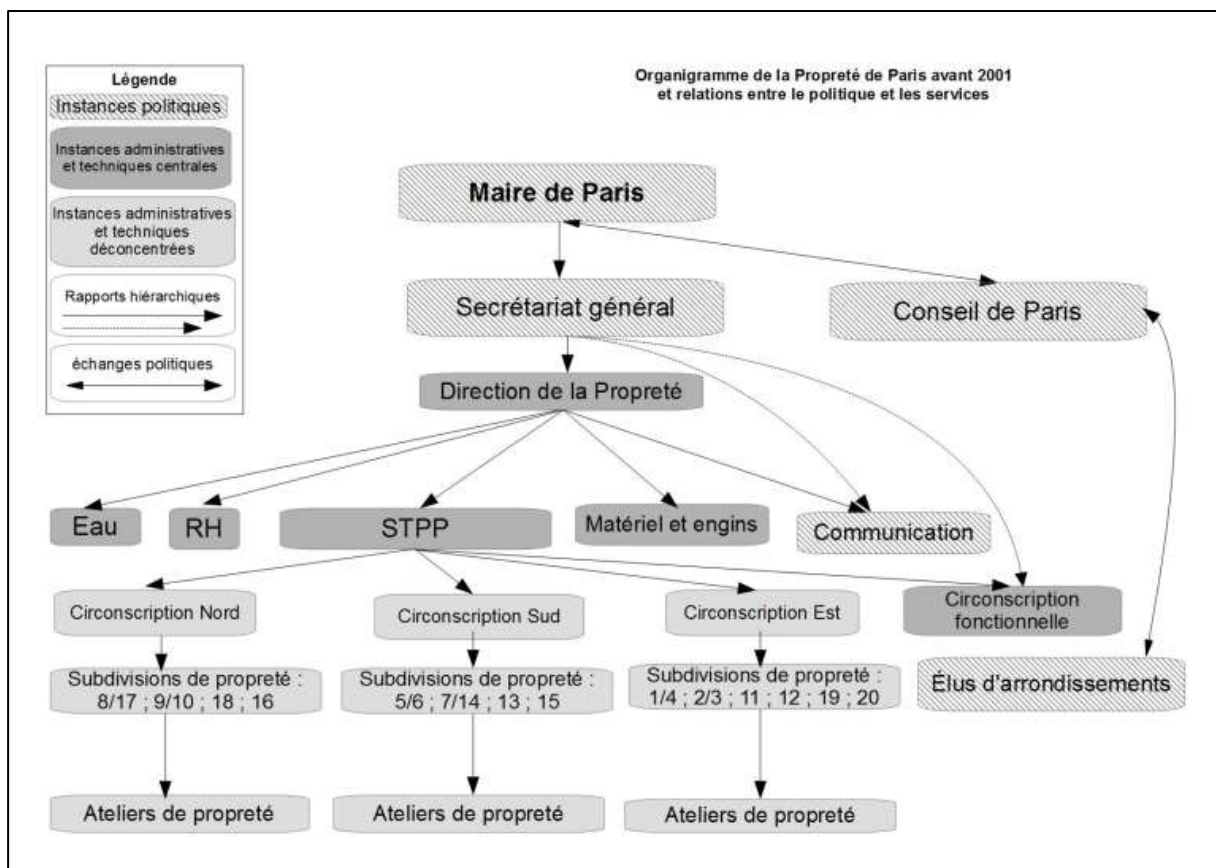 Légende
Instances politiques
Instances administratives
et techniques centrales
Instances administratives
et techniques
déconcentrées
Rapports hiérarchiques
échanges politiques
Organigramme de la Propreté de Paris avant 2001
et relations entre le politique et les services
Maire de Paris
Secrétariat général
Conseil de Paris
Direction de la Propreté
Eau
RH
STPP
Matériel et engins
Communication
Circonscription Nord
Circonscription Sud
Circonscription Est
Circonscription
fonctionnelle
Subdivisions de propreté :
8/17 ; 9/10 ; 18 ; 16
Subdivisions de propreté :
5/6 ; 7/14 ; 13 ; 15
Subdivisions de propreté :
1/4 ; 2/3 ; 11 ; 12 ; 19 ; 20
Élus d'arrondissements
Ateliers de propreté
Ateliers de propreté
Ateliers de propreté